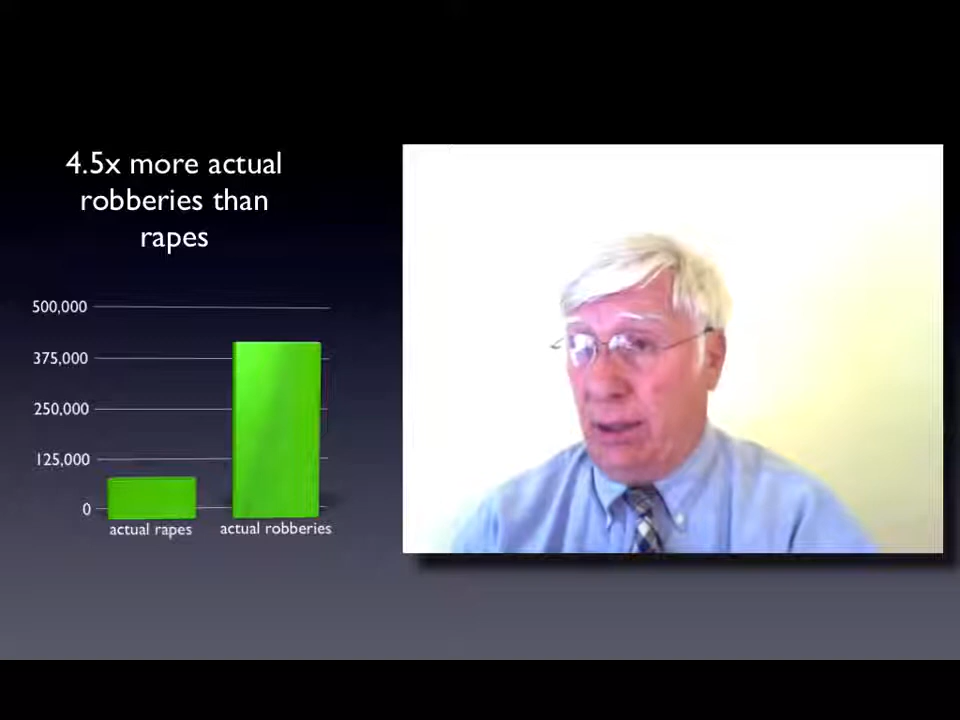 4.5x more actual
robberies than
rapes
500,000
375,000
250,000
125,000
0
actual rapes
actual robberies